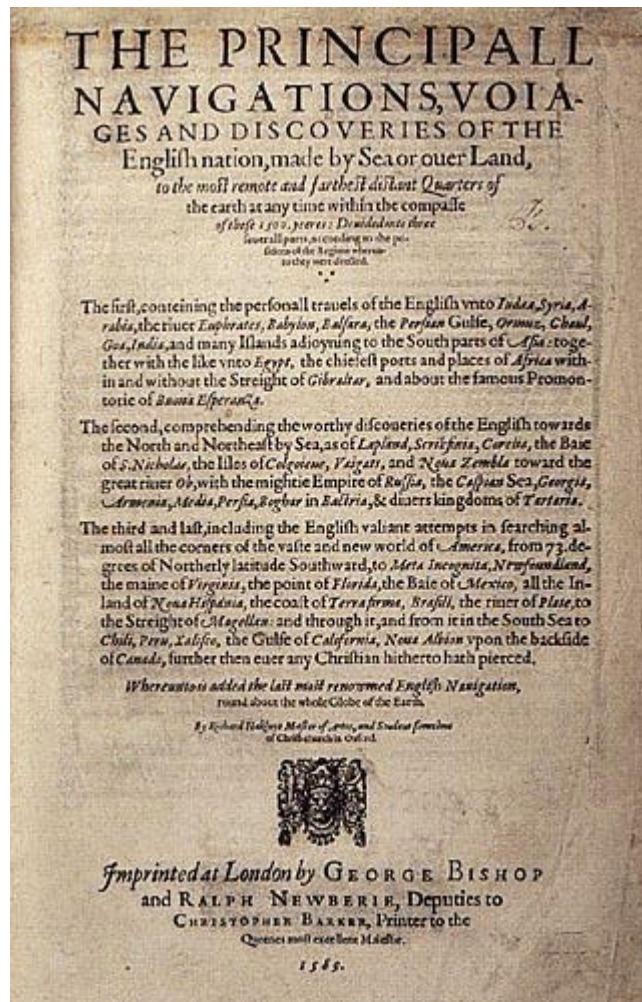 THE PRINCIPALL
NAVIGATIONS, VOIA-
GES AND DISCOVERIES OF THE
Engliſh nation, made by Sea or ouer Land,
to the moſt remote and fartheſt diſtant Quarters of
the earth at any time within the compaſſe
of theſe 1500. yeeres: Deuided into three
ſeuerall parts, according to the po-
ſitions of the Regions wherun-
to they were directed.
The firſt, conteining the perſonall trauels of the Engliſh vnto Iudæa, Syria, A-
rabia, the riuer Euphrates, Babylon, Balſara, the Perſian Gulfe, Ormuz, Chaul,
Goa, India, and many Iſlands adioyning to the South parts of Aſia: toge-
ther with the like vnto Egypt, the chiefeſt ports and places of Africa with-
in and without the Streight of Gibraltar, and about the famous Promon-
torie of Buona Eſperanza.
The ſecond, comprehending the worthy diſcoueries of the Engliſh towards
the North and Northeaſt by Sea, as of Lapland, Scrikfinia, Corelia, the Baie
of S. Nicholas, the Iſles of Colgoieue, Vaigats, and Noua Zembla toward the
great riuer Ob, with the mightie Empire of Ruſſia, the Caſpian Sea, Georgia,
Armenia, Media, Perſia, Boghar in Bactria, & diuers kingdoms of Tartaria.
The third and laſt, including the Engliſh valiant attempts in ſearching al-
moſt all the corners of the vaſte and new world of America, from 73. de-
grees of Northerly latitude Southward, to Meta Incognita, Newfoundland,
the maine of Virginia, the point of Florida, the Baie of Mexico, all the In-
land of Noua Hiſpania, the coaſt of Terra firma, Braſill, the riuer of Plate, to
the Streight of Magellan: and through it, and from it in the South Sea to
Chili, Peru, Xaliſco, the Gulfe of California, Noua Albion vpon the backſide
of Canada, further then euer any Chriſtian hitherto hath pierced.
Whereunto is added the laſt moſt renowmed Engliſh Nauigation,
round about the whole Globe of the Earth.
By Richard Hakluyt Maſter of Artes, and Student ſometime
of Chriſt-church in Oxford.
Imprinted at London by GEORGE BISHOP
and RALPH NEWBERIE, Deputies to
CHRISTOPHER BARKER, Printer to the
Queenes moſt excellent Maieſtie.
1589.